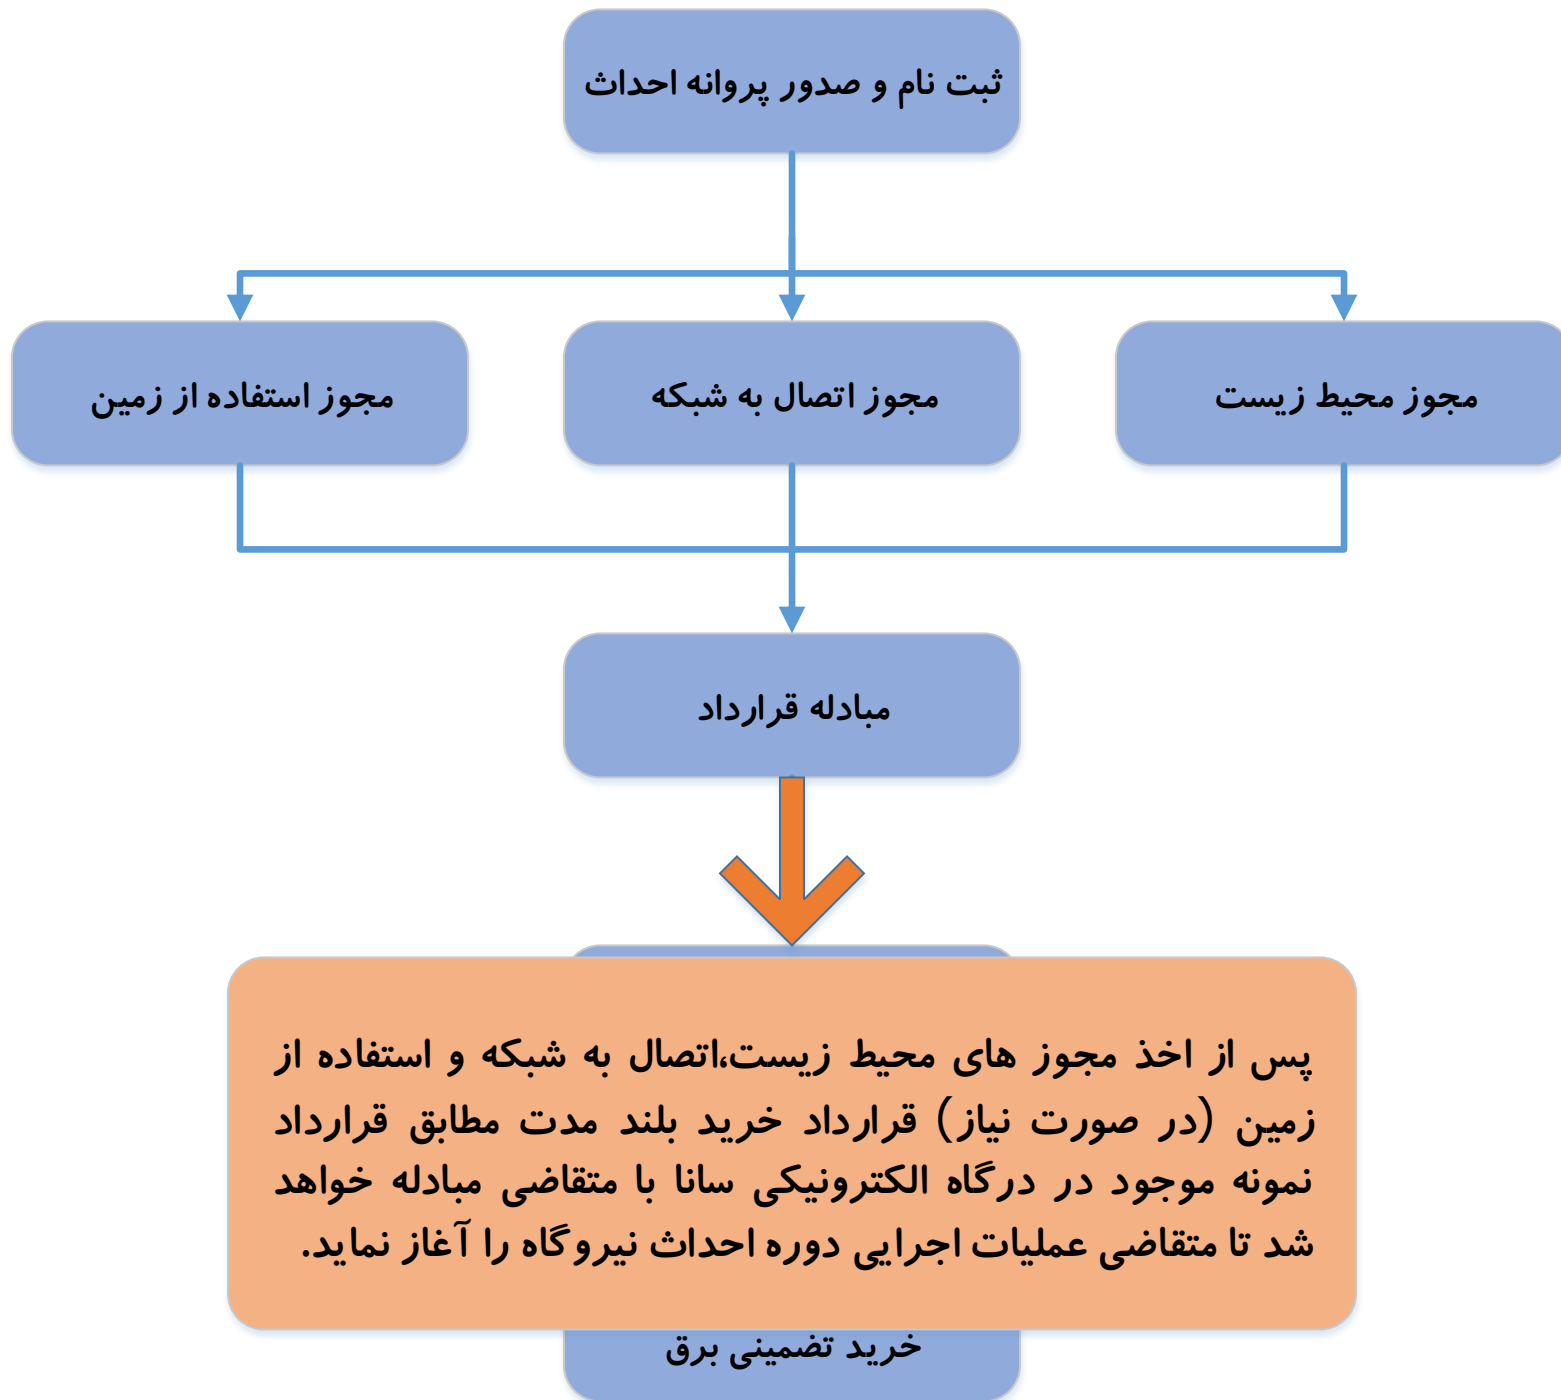 ثبت نام و صدور پروانه احداث
مجوز محیط زیست
مجوز اتصال به شبکه
مجوز استفاده از زمین
مبادله قرارداد
پس از اخذ مجوز های محیط زیست،اتصال به شبکه و استفاده از
زمین (در صورت نیاز) قرارداد خرید بلند مدت مطابق قرارداد
نمونه موجود در درگاه الکترونیکی سانا با متقاضی مبادله خواهد
شد تا متقاضی عملیات اجرایی دوره احداث نیروگاه را آغاز نماید.
خرید تضمینی برق